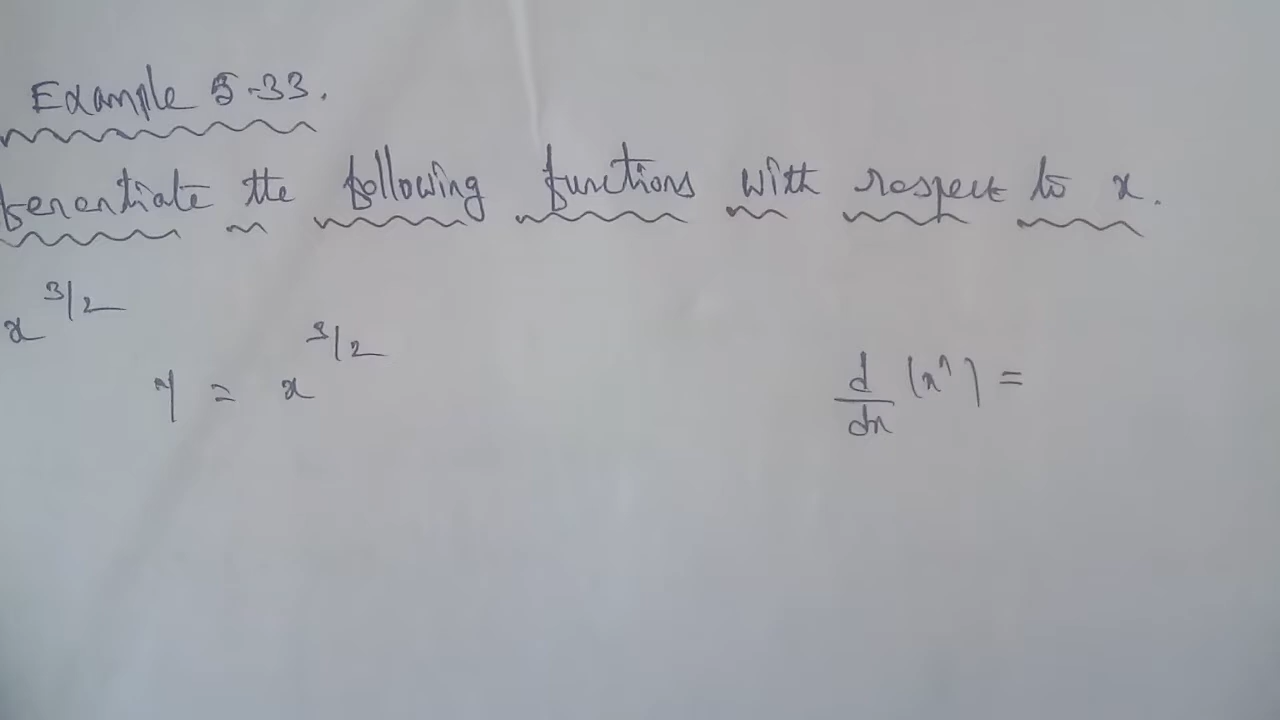 Example 5.33.
ferentiate the following functions with respect to x.
x^3/2
y = x^3/2
d/dx (x^n) =